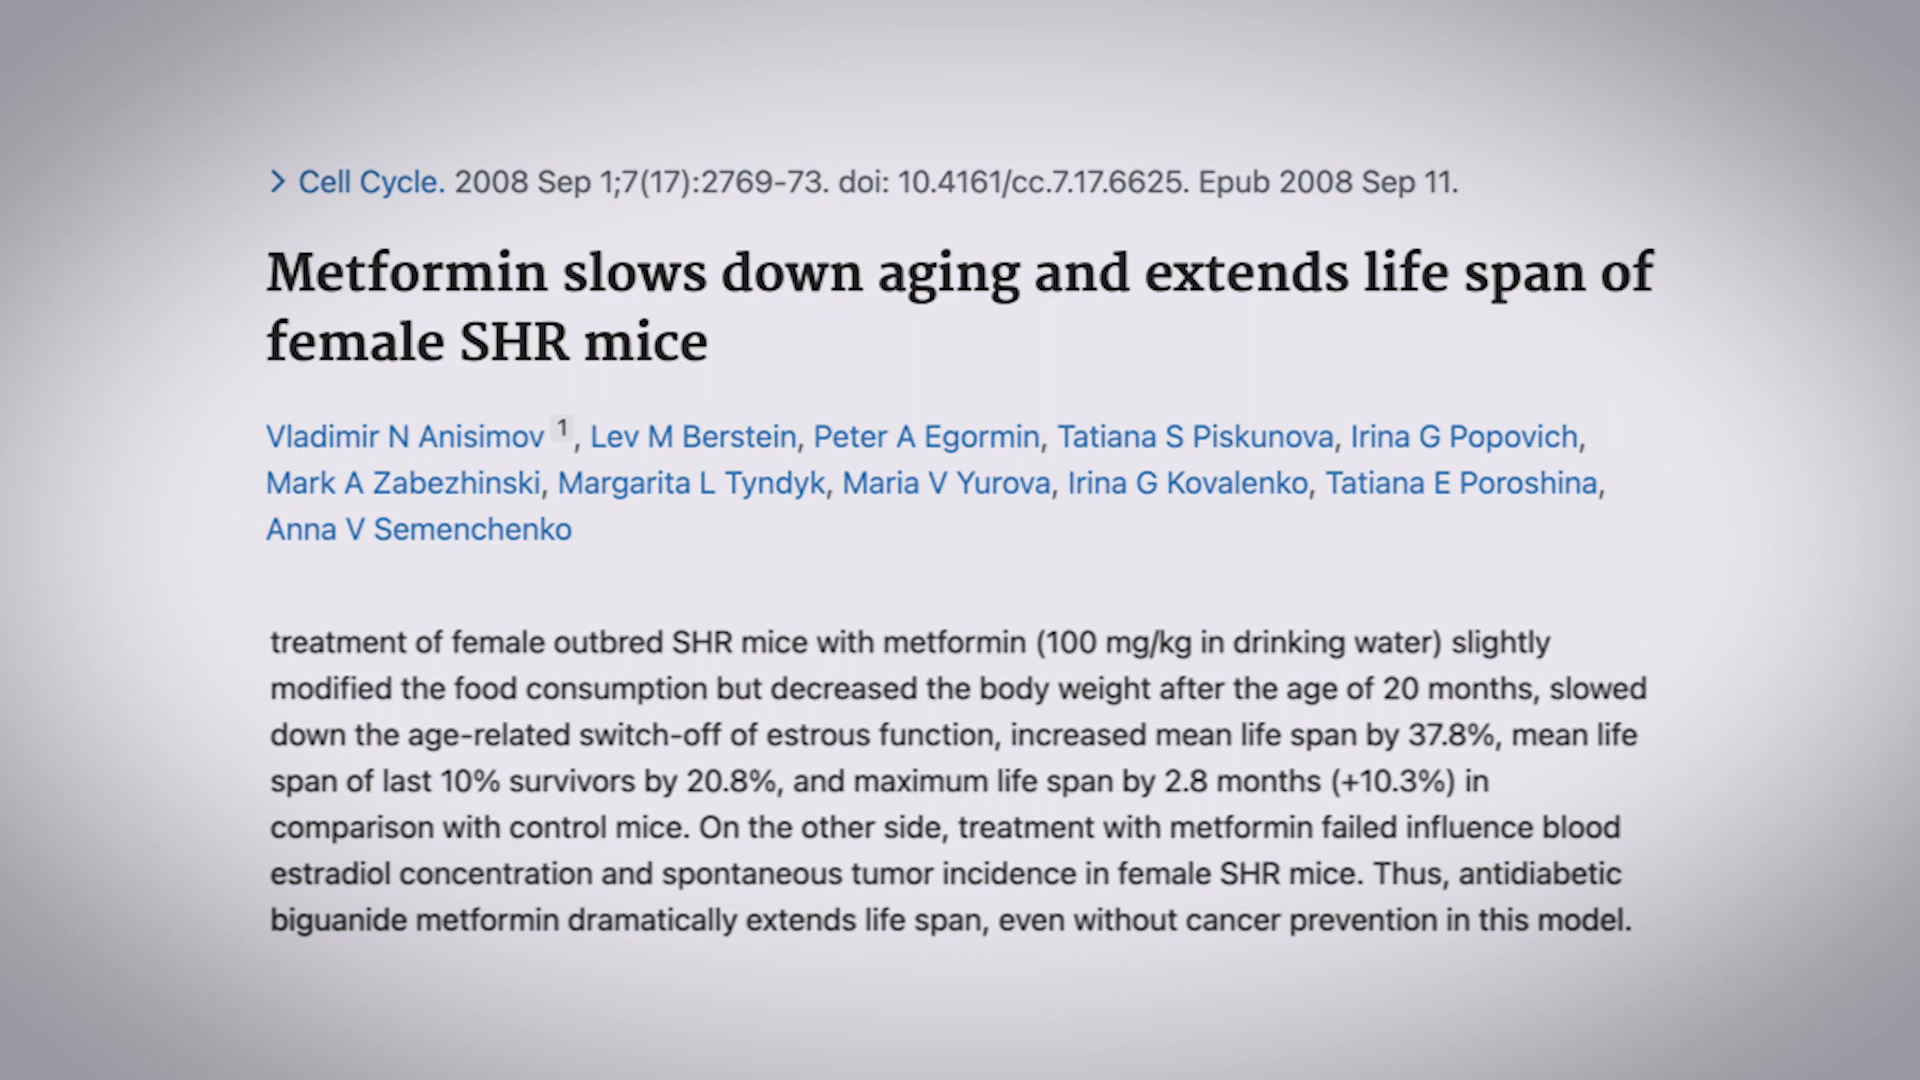 > Cell Cycle. 2008 Sep 1;7(17):2769-73. doi: 10.4161/cc.7.17.6625. Epub 2008 Sep 11.
Metformin slows down aging and extends life span of
female SHR mice
Vladimir N Anisimov 1, Lev M Berstein, Peter A Egormin, Tatiana S Piskunova, Irina G Popovich,
Mark A Zabezhinski, Margarita L Tyndyk, Maria V Yurova, Irina G Kovalenko, Tatiana E Poroshina,
Anna V Semenchenko
treatment of female outbred SHR mice with metformin (100 mg/kg in drinking water) slightly
modified the food consumption but decreased the body weight after the age of 20 months, slowed
down the age-related switch-off of estrous function, increased mean life span by 37.8%, mean life
span of last 10% survivors by 20.8%, and maximum life span by 2.8 months (+10.3%) in
comparison with control mice. On the other side, treatment with metformin failed influence blood
estradiol concentration and spontaneous tumor incidence in female SHR mice. Thus, antidiabetic
biguanide metformin dramatically extends life span, even without cancer prevention in this model.